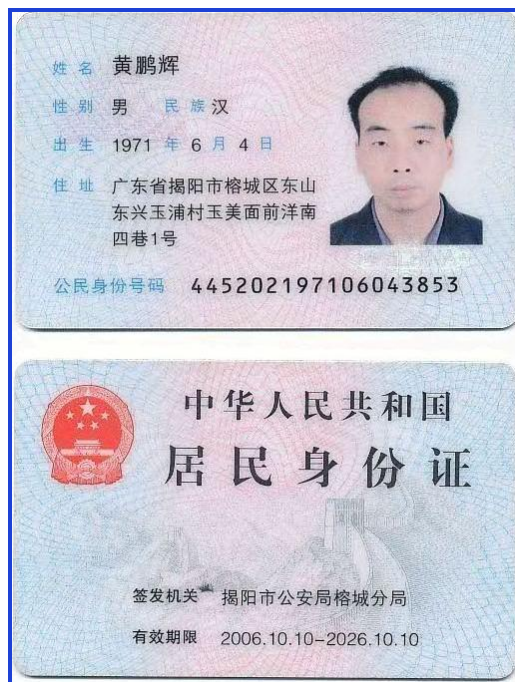 姓名 黄鹏辉
性别 男 民族 汉
出生 1971 年 6 月 4 日
住址 广东省揭阳市榕城区东山
东兴玉浦村玉美面前洋南
四巷1号
公民身份号码 445202197106043853
中华人民共和国
居民身份证
签发机关 揭阳市公安局榕城分局
有效期限 2006.10.10-2026.10.10